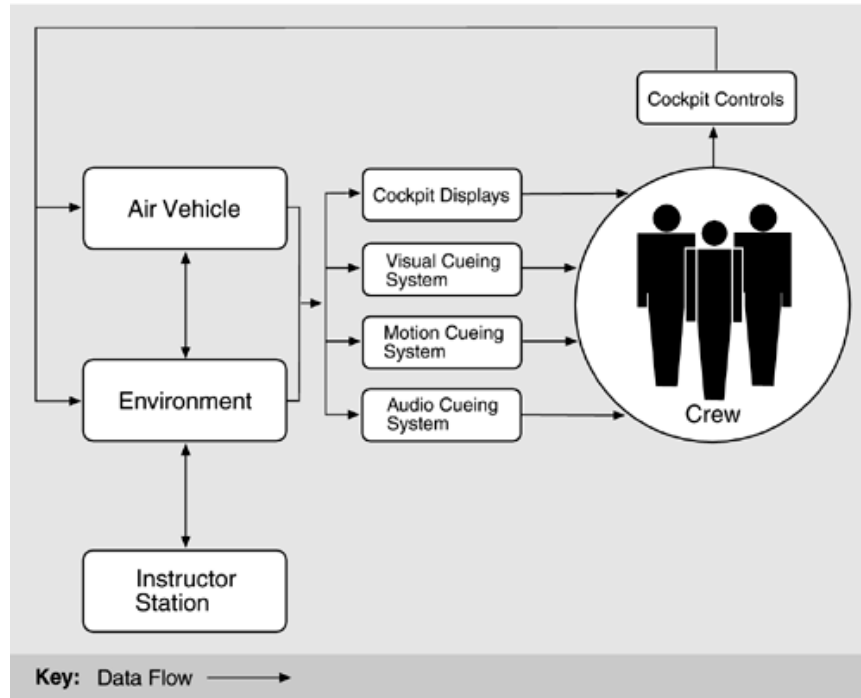 Cockpit Controls
Air Vehicle
Cockpit Displays
Visual Cueing
System
Motion Cueing
System
Environment
Audio Cueing
System
Crew
Instructor
Station
Key: Data Flow